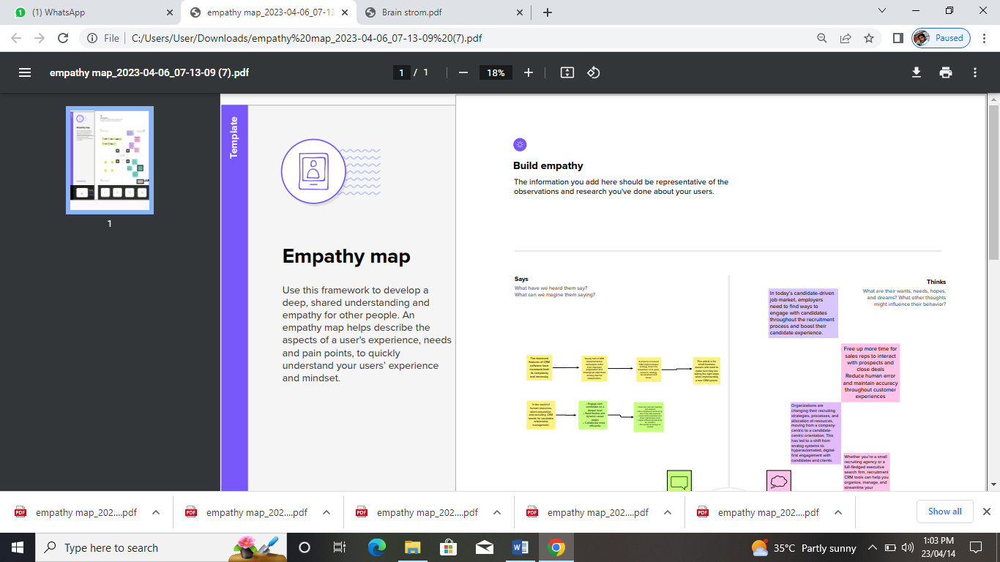 (1) WhatsApp
empathy map_2023-04-06_07-13
Brain strom.pdf
File
C:/Users/User/Downloads/empathy%20map_2023-04-06_07-13-09%20(7).pdf
Paused
empathy map_2023-04-06_07-13-09 (7).pdf
1 / 1
18%
1
Template
Empathy map
Use this framework to develop a
deep, shared understanding and
empathy for other people. An
empathy map helps describe the
aspects of a user's experience, needs
and pain points, to quickly
understand your users' experience
and mindset.
Build empathy
The information you add here should be representative of the
observations and research you've done about your users.
Says
What have we heard them say?
What can we magine them saying?
Thinks
What are their wants, needs, hopes,
and dreams? What other thoughts
might influence their behavior?
In today's candidate-driven
job market, employers
need to find ways to
engage with candidates
throughout the recruitment
process and boost their
candidate experience.
Free up more time for
sales reps to interact
with prospects and
close deals
Reduce human error
and maintain accuracy
throughout customer
experiences
The improved
features of CRM
software have
increased both
its complexity
and necessity.
This article is for
small business
owners who want to
make sure they are
taking the right steps
when implementing
a new CRM system.
In the world of
human resources,
talent acquisition,
and recruiting, CRM
stands for candidate
relationship
management.
• Engage with
candidates on a
deeper level
• Build flexible and
dynamic career
pages
• Collaborate more
efficiently
Organizations are
changing their recruiting
strategies, processes, and
allocation of resources,
moving from a company-
centric to a candidate-
centric orientation. This
has led to a shift from
analog systems to
hyperautomated, digital-
first engagement with
candidates and clients.
Whether you're a small
recruiting agency or a
full-fledged executive
search firm, recruitment
CRM tools can help you
organize, manage, and
streamline your
empathy map_202....pdf
empathy map_202....pdf
empathy map_202....pdf
empathy map_202....pdf
empathy map_202....pdf
Show all
Type here to search
35°C Partly sunny
1:03 PM
23/04/14